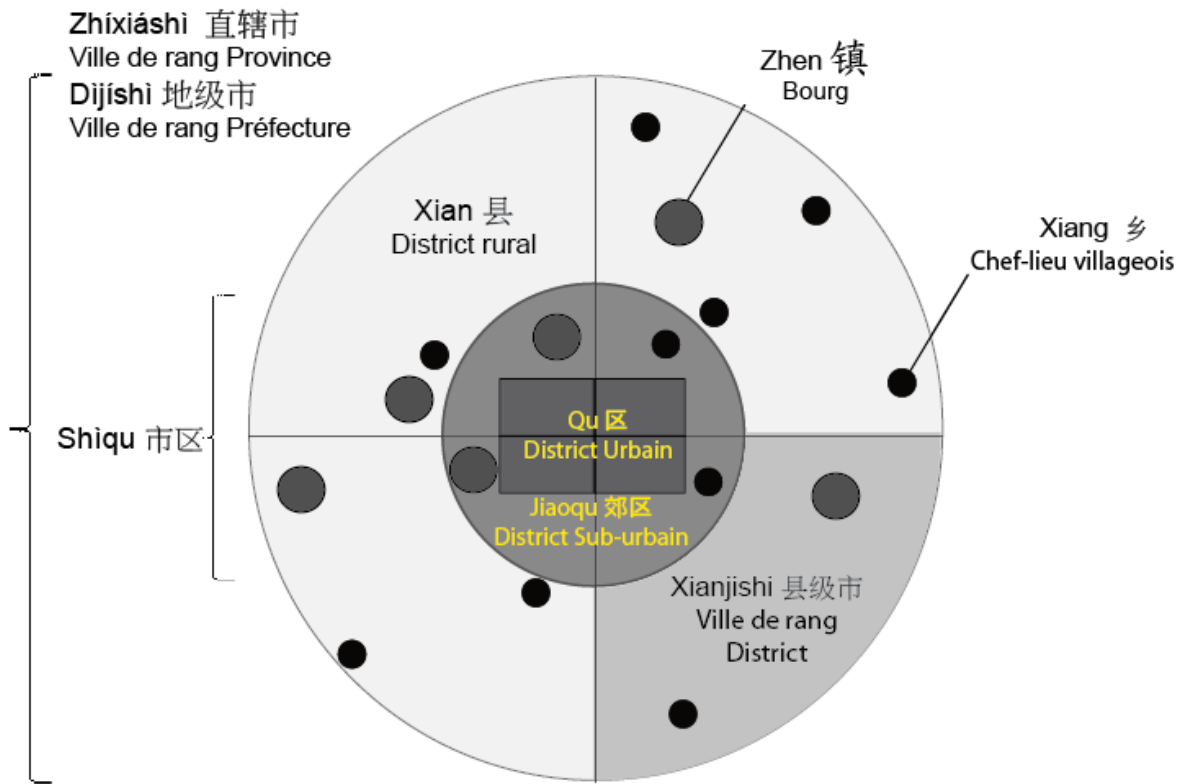 Zhíxiáshì 直辖市
Ville de rang Province
Dìjíshì 地级市
Ville de rang Préfecture
Zhen 镇
Bourg
Xian 县
District rural
Xiang 乡
Chef-lieu villageois
Shìqu 市区
Qu 区
District Urbain
Jiaoqu 郊区
District Sub-urbain
Xianjishi 县级市
Ville de rang
District